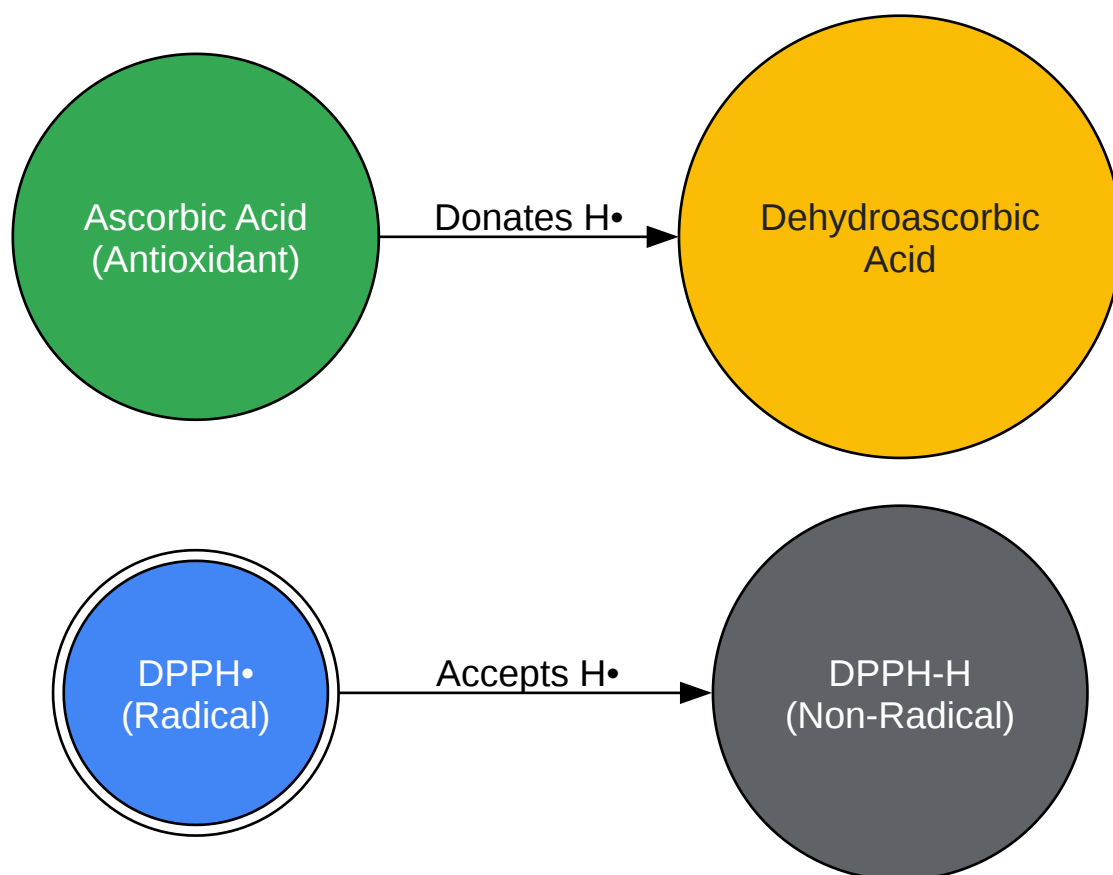 Ascorbic Acid
(Antioxidant)
Donates H•
Dehydroascorbic
Acid
DPPH•
(Radical)
Accepts H•
DPPH-H
(Non-Radical)